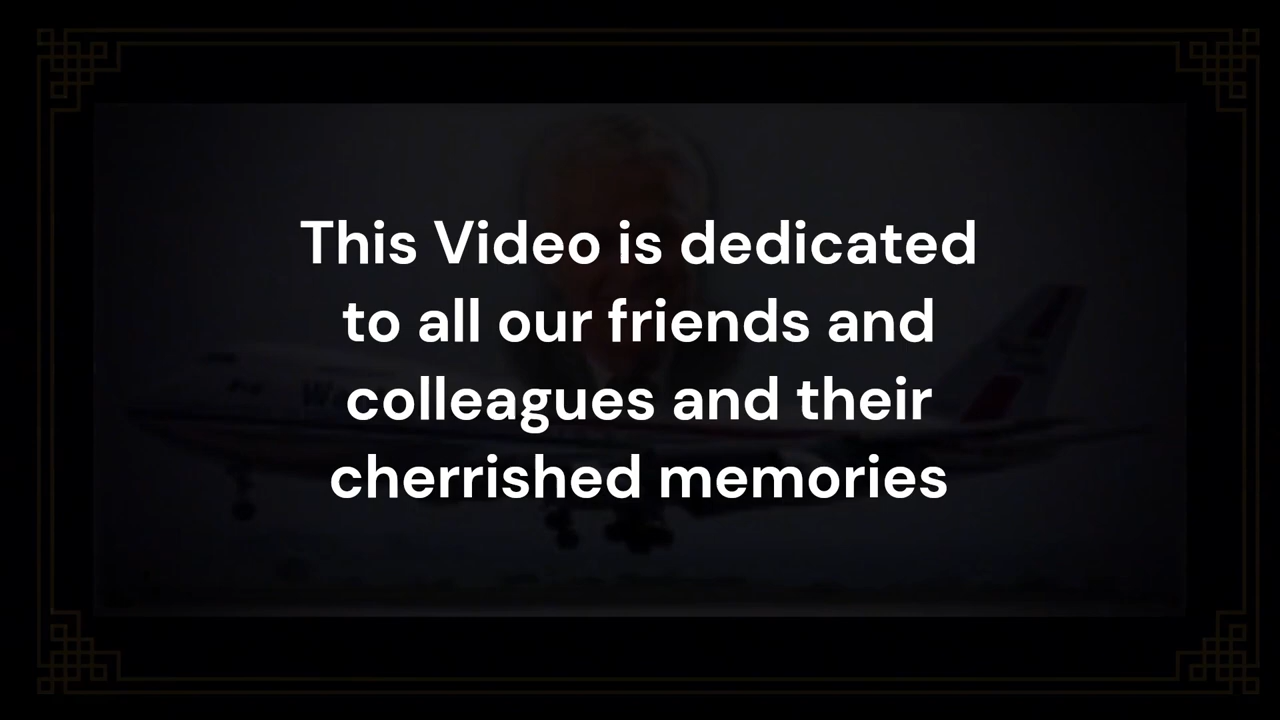 This Video is dedicated
to all our friends and
colleagues and their
cherrished memories